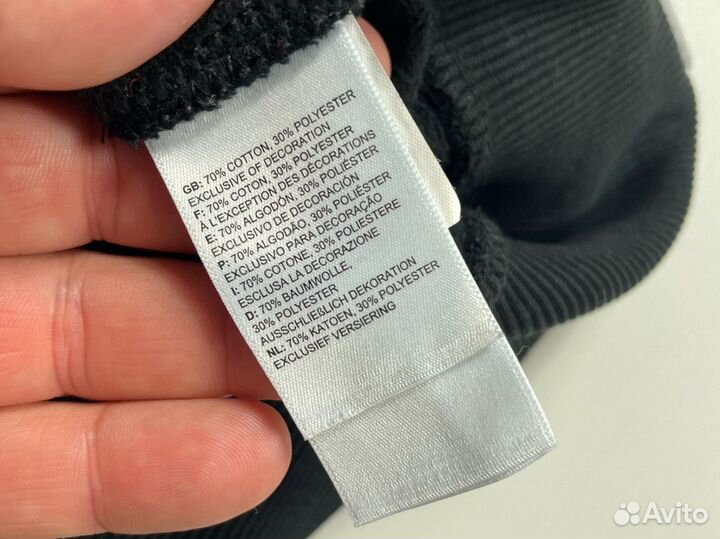 GB: 70% COTTON, 30% POLYESTER
EXCLUSIVE OF DECORATION
F: 70% COTON, 30% POLYESTER
À L'EXCEPTION DES DÉCORATIONS
E: 70% ALGODÓN, 30% POLIÉSTER
EXCLUSIVO DE DECORACIÓN
P: 70% ALGODÃO, 30% POLIÉSTER
EXCLUSIVO PARA DECORAÇÃO
I: 70% COTONE, 30% POLIESTERE
ESCLUSA LA DECORAZIONE
D: 70% BAUMWOLLE,
30% POLYESTER
AUSSCHLIEßLICH DEKORATION
NL: 70% KATOEN, 30% POLYESTER
EXCLUSIEF VERSIERING
Avito